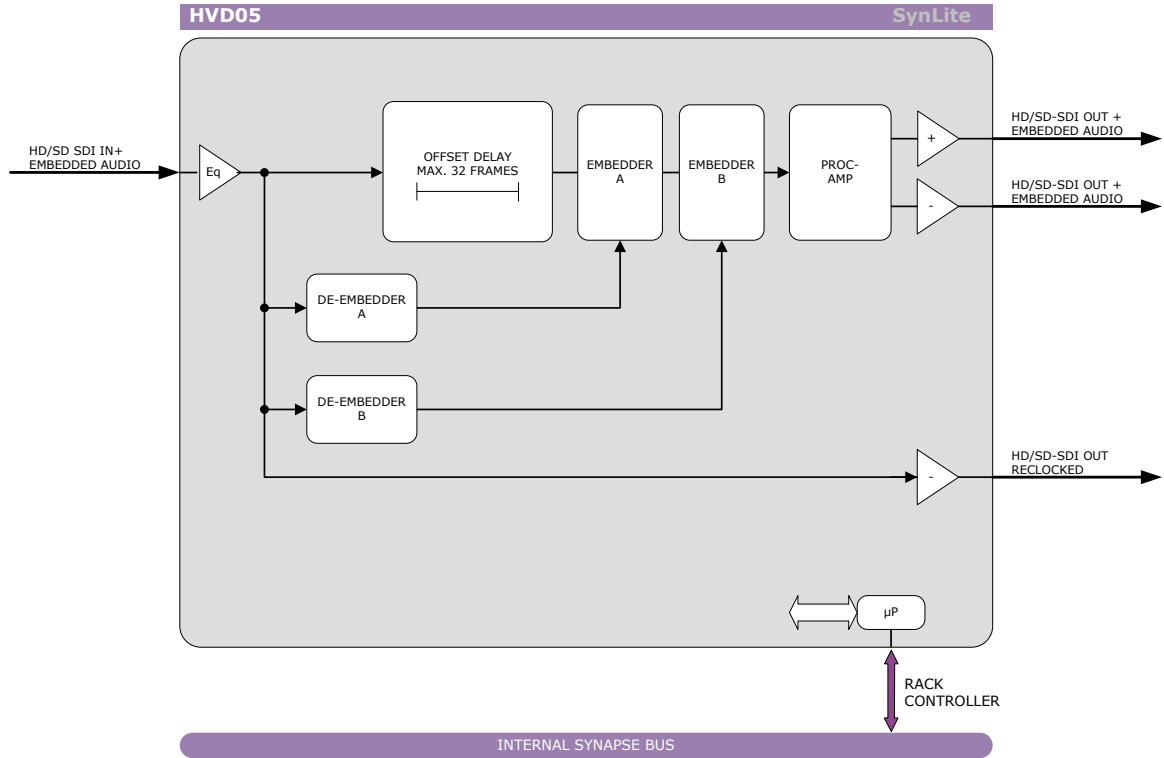 HVD05
SynLite
HD/SD SDI IN+
EMBEDDED AUDIO
Eq
OFFSET DELAY
MAX. 32 FRAMES
EMBEDDER
A
EMBEDDER
B
PROC-
AMP
+
-
HD/SD-SDI OUT +
EMBEDDED AUDIO
HD/SD-SDI OUT +
EMBEDDED AUDIO
DE-EMBEDDER
A
DE-EMBEDDER
B
-
HD/SD-SDI OUT
RECLOCKED
µP
RACK
CONTROLLER
INTERNAL SYNAPSE BUS